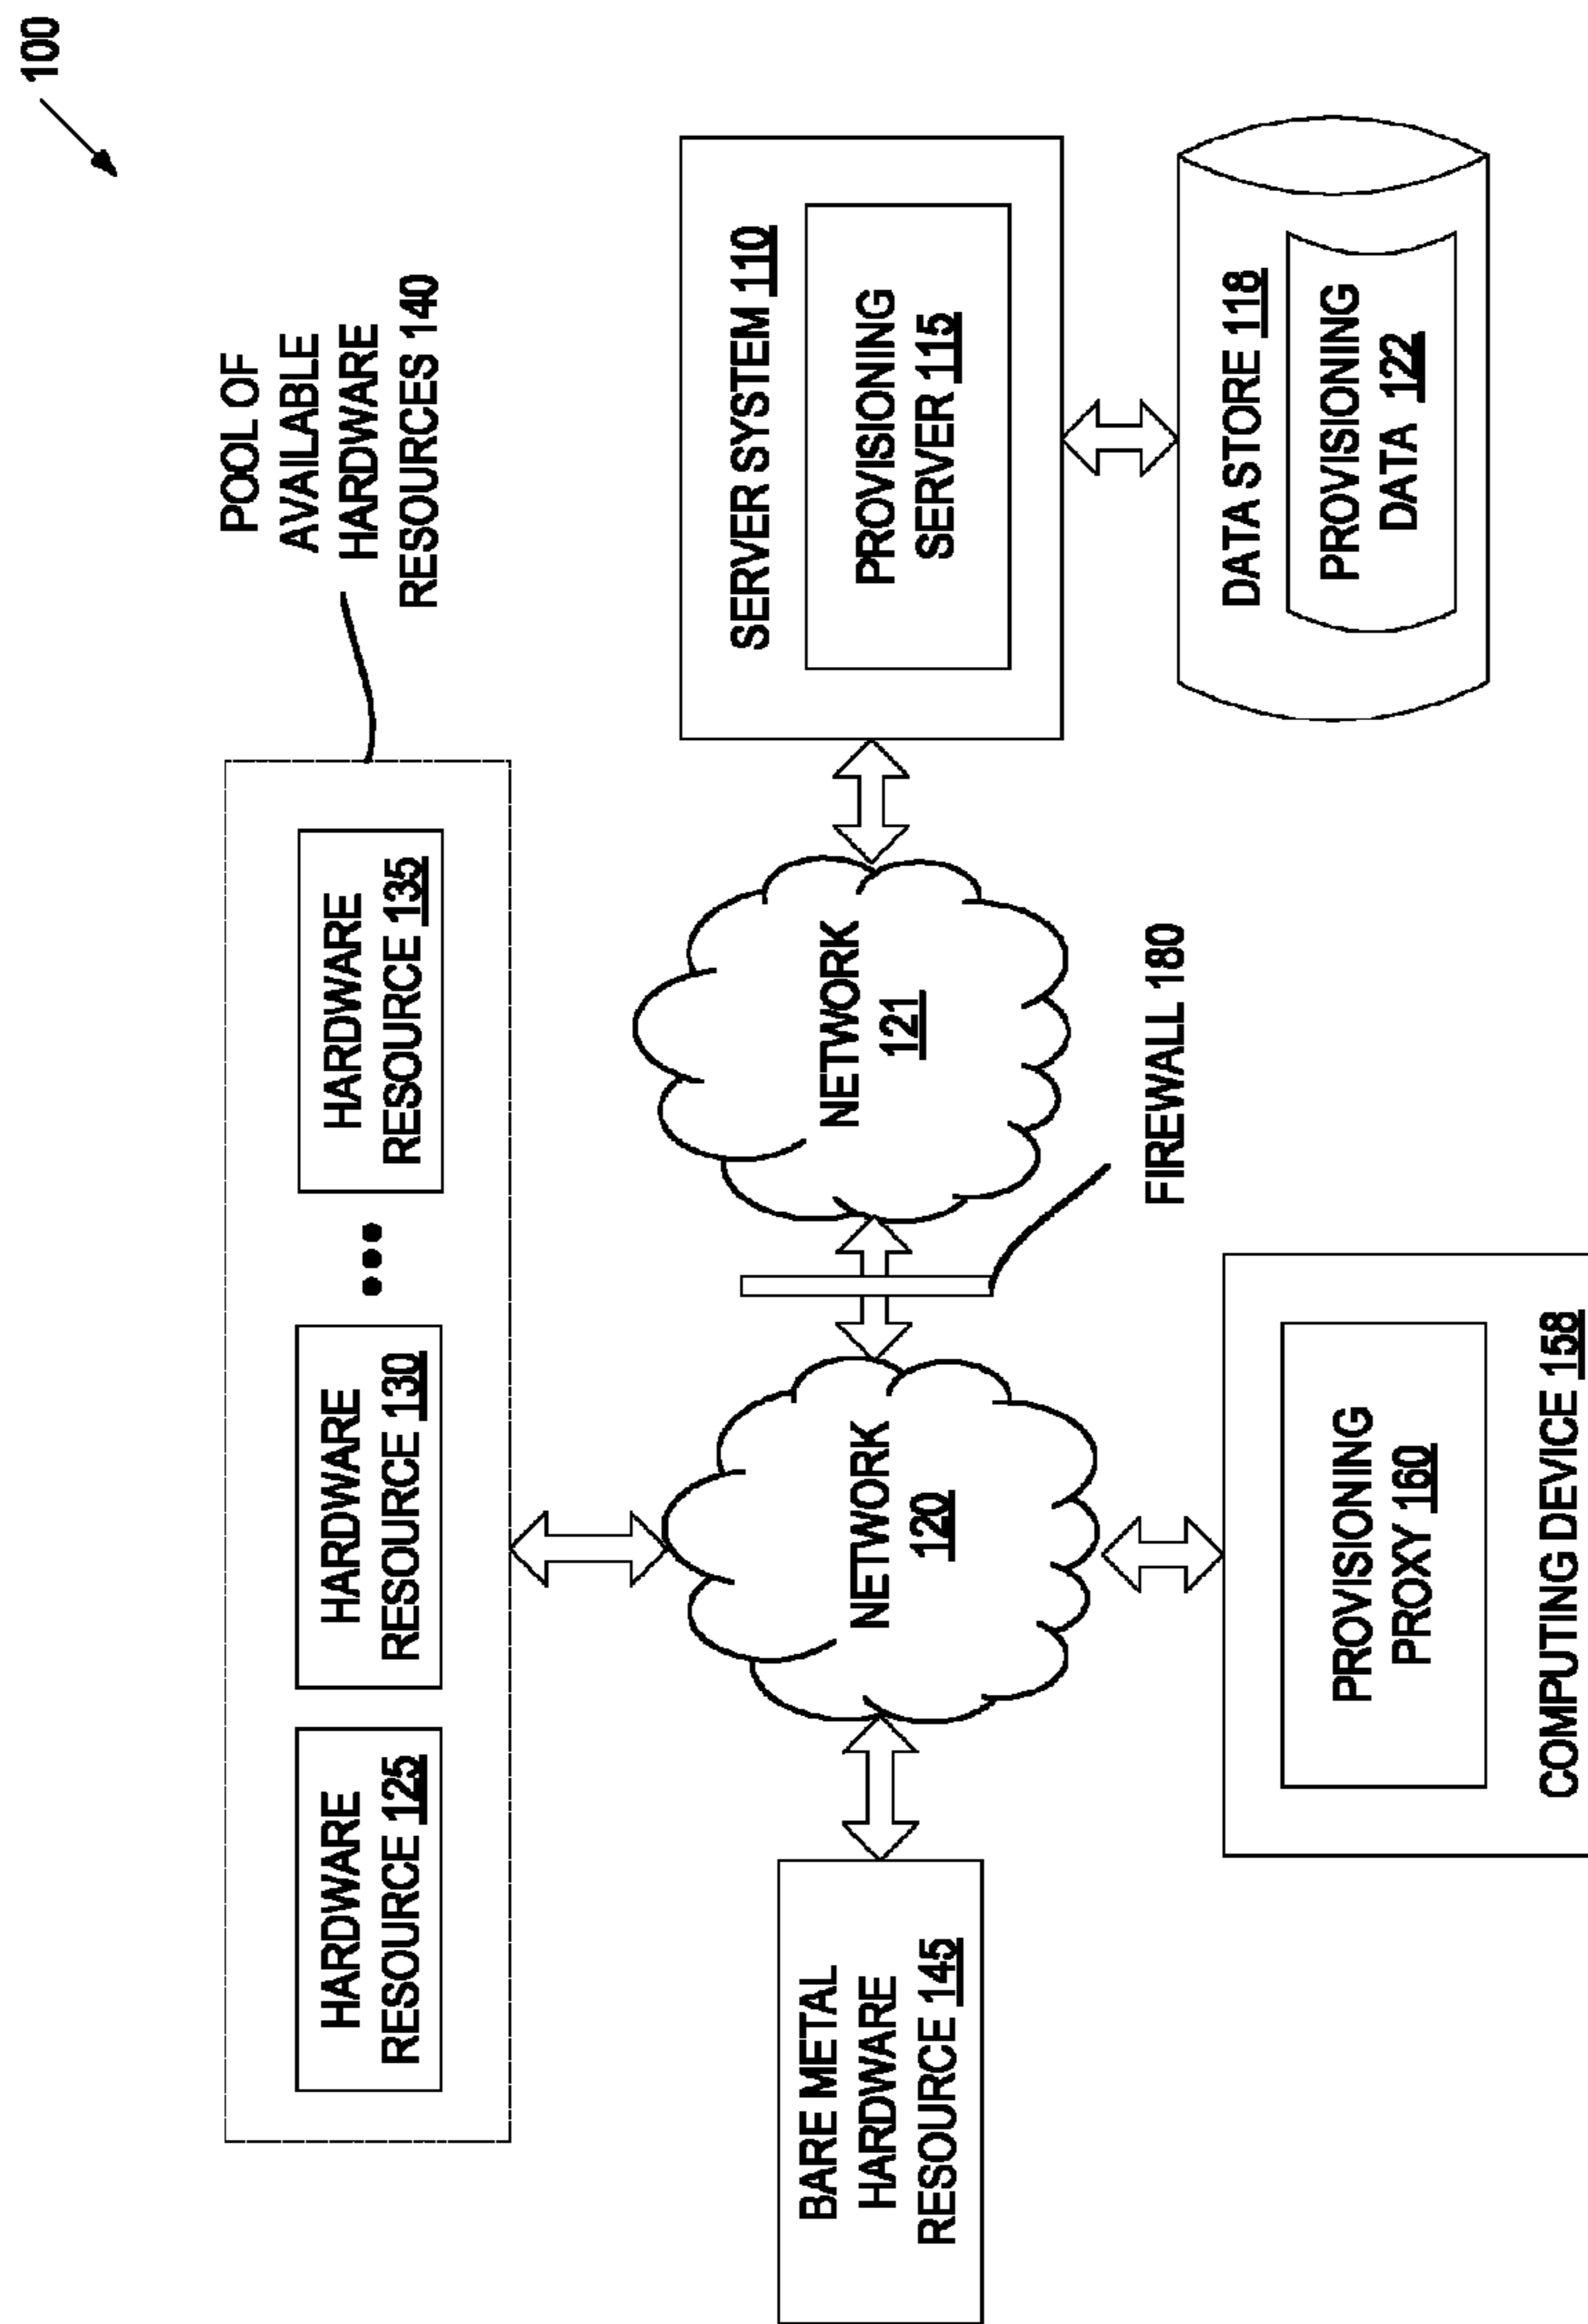 100
POOL OF
AVAILABLE
HARDWARE
RESOURCES 140
HARDWARE
RESOURCE 125
HARDWARE
RESOURCE 130
HARDWARE
RESOURCE 135
BARE METAL
HARDWARE
RESOURCE 145
NETWORK
120
NETWORK
121
SERVER SYSTEM 110
PROVISIONING
SERVER 115
FIREWALL 180
DATA STORE 118
PROVISIONING
DATA 122
PROVISIONING
PROXY 160
COMPUTING DEVICE 158